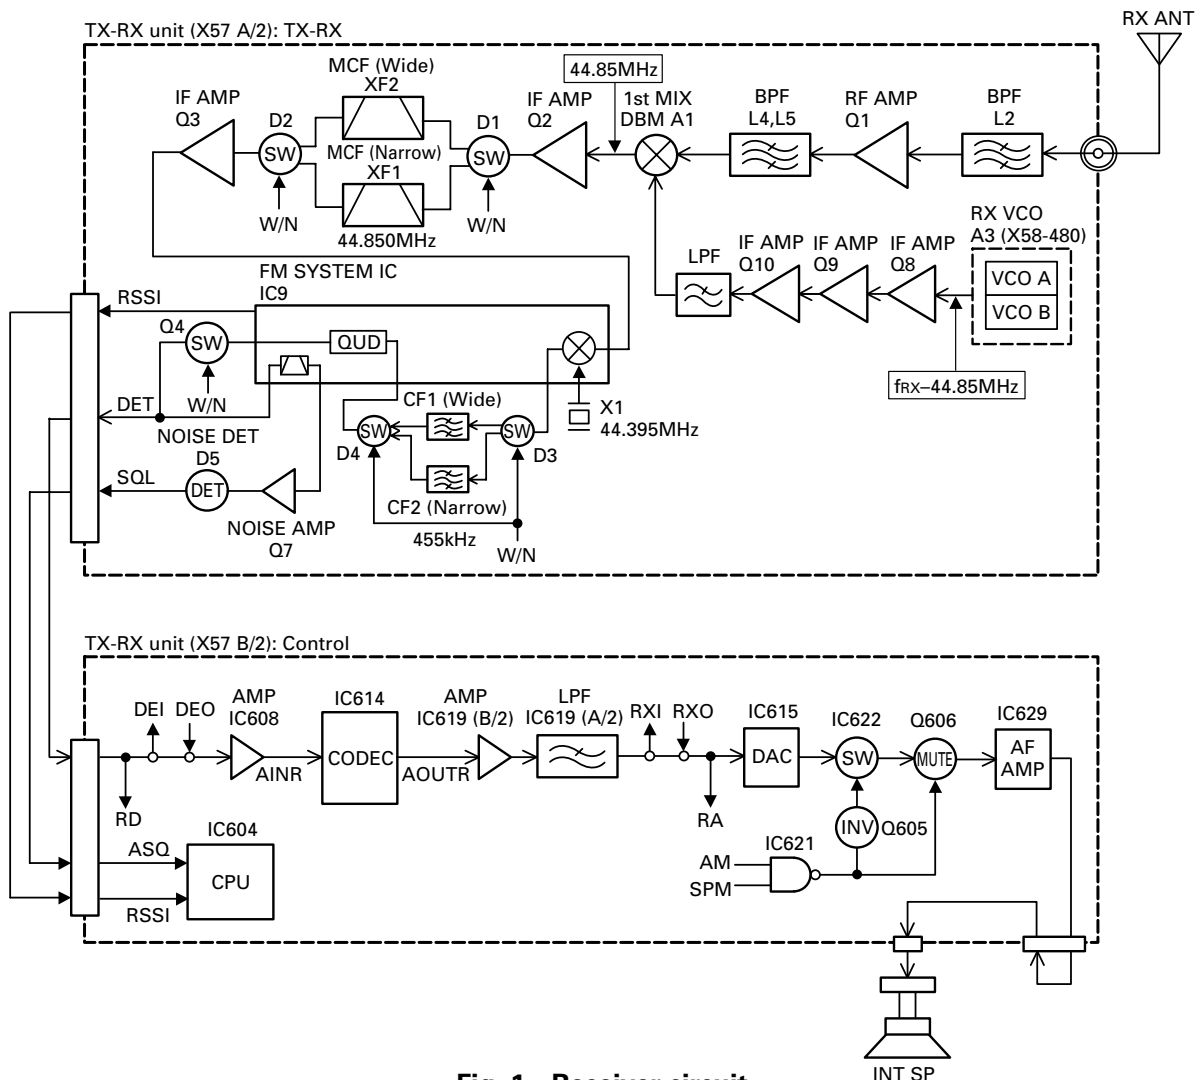 TX-RX unit (X57 A/2): TX-RX
RX ANT
MCF (Wide)
XF2
44.85MHz
IF AMP
Q3
D2
SW
MCF (Narrow)
XF1
D1
SW
IF AMP
Q2
1st MIX
DBM A1
BPF
L4,L5
RF AMP
Q1
BPF
L2
W/N
W/N
44.850MHz
RX VCO
A3 (X58-480)
VCO A
VCO B
LPF
IF AMP
Q10
IF AMP
Q9
IF AMP
Q8
fRX–44.85MHz
FM SYSTEM IC
IC9
RSSI
Q4
SW
QUD
W/N
DET
NOISE DET
D5
DET
SQL
NOISE AMP
Q7
CF1 (Wide)
SW
D4
SW
D3
X1
44.395MHz
CF2 (Narrow)
455kHz
W/N
TX-RX unit (X57 B/2): Control
DEI
DEO
AMP
IC608
AINR
IC614
CODEC
AOUTR
AMP
IC619 (B/2)
LPF
IC619 (A/2)
RXI
RXO
IC615
DAC
IC622
SW
Q606
MUTE
IC629
AF
AMP
RD
RA
INV
Q605
IC621
AM
SPM
IC604
CPU
ASQ
RSSI
INT SP
Fig. 1 Receiver circuit